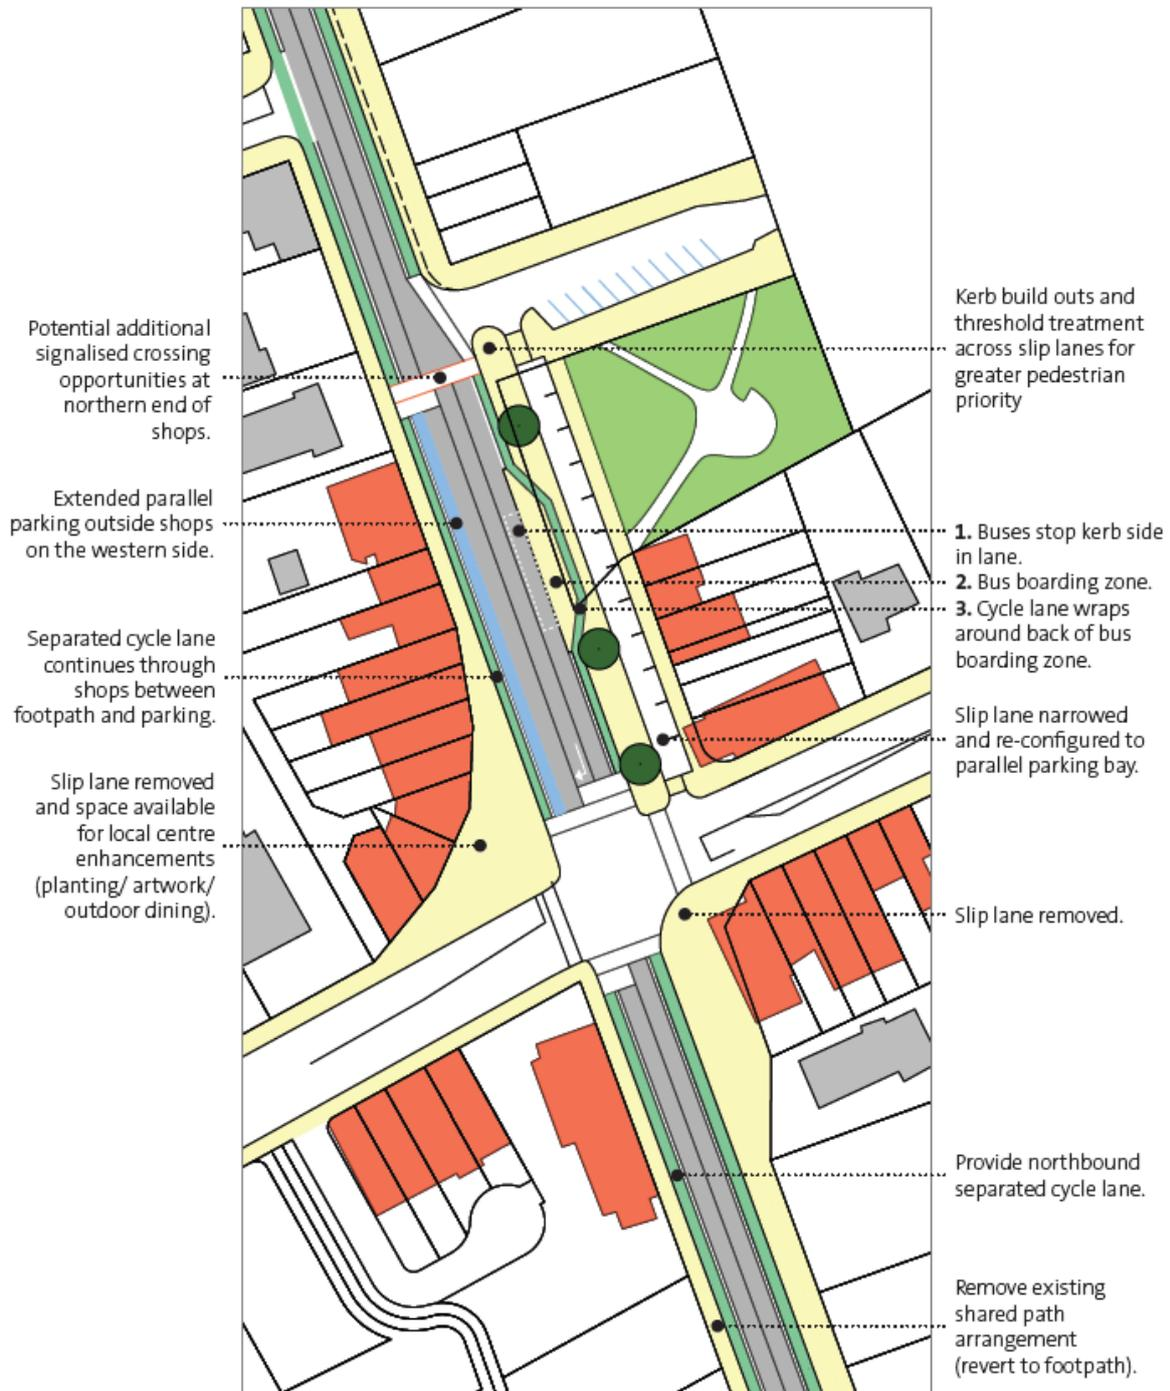 Potential additional
signalised crossing
opportunities at
northern end of
shops.
Extended parallel
parking outside shops
on the western side.
Separated cycle lane
continues through
shops between
footpath and parking.
Slip lane removed
and space available
for local centre
enhancements
(planting/ artwork/
outdoor dining).
Kerb build outs and
threshold treatment
across slip lanes for
greater pedestrian
priority
1. Buses stop kerb side
in lane.
2. Bus boarding zone.
3. Cycle lane wraps
around back of bus
boarding zone.
Slip lane narrowed
and re-configured to
parallel parking bay.
Slip lane removed.
Provide northbound
separated cycle lane.
Remove existing
shared path
arrangement
(revert to footpath).